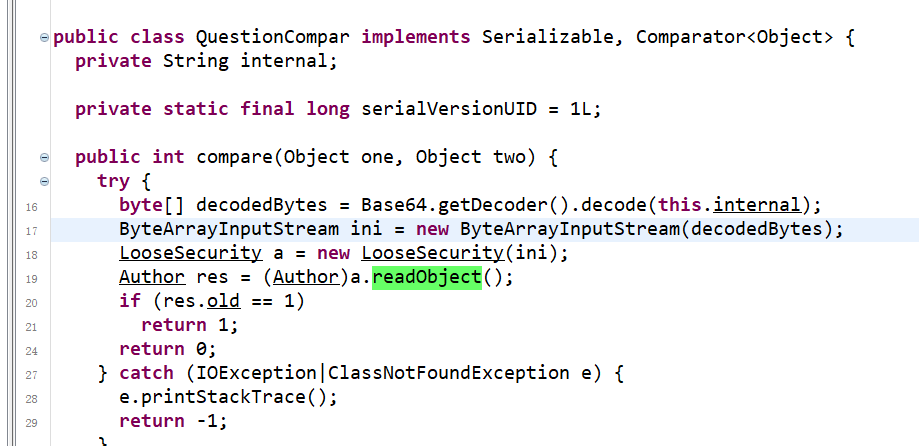 public class QuestionCompar implements Serializable, Comparator<Object> {
private String internal;
private static final long serialVersionUID = 1L;
public int compare(Object one, Object two) {
try {
16 byte[] decodedBytes = Base64.getDecoder().decode(this.internal);
17 ByteArrayInputStream ini = new ByteArrayInputStream(decodedBytes);
18 LooseSecurity a = new LooseSecurity(ini);
19 Author res = (Author)a.readObject();
20 if (res.old == 1)
21 return 1;
24 return 0;
27 } catch (IOException|ClassNotFoundException e) {
28 e.printStackTrace();
29 return -1;
}